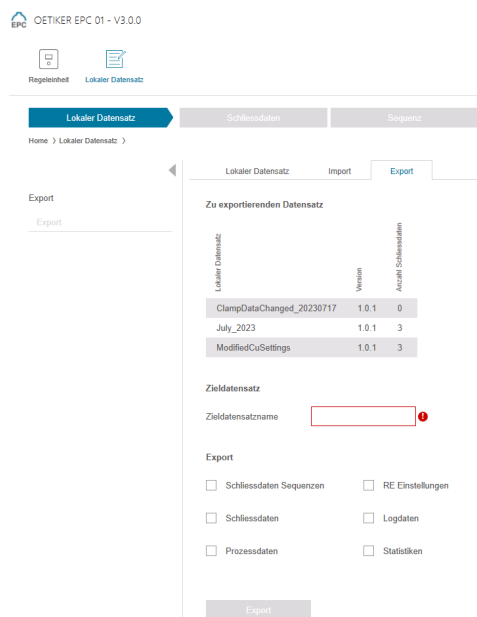 EPC OETIKER EPC 01 - V3.0.0
Regeleinheit Lokaler Datensatz
Lokaler Datensatz Schliessdaten Sequenz
Home > Lokaler Datensatz >
Lokaler Datensatz Import Export
Export
Export
Zu exportierenden Datensatz
Lokaler Datensatz Version Anzahl Schliessdaten
ClampDataChanged_20230717 1.0.1 0
July_2023 1.0.1 3
ModifiedCuSettings 1.0.1 3
Zieldatensatz
Zieldatensatzname
Export
Schliessdaten Sequenzen RE Einstellungen
Schliessdaten Logdaten
Prozessdaten Statistiken
Export